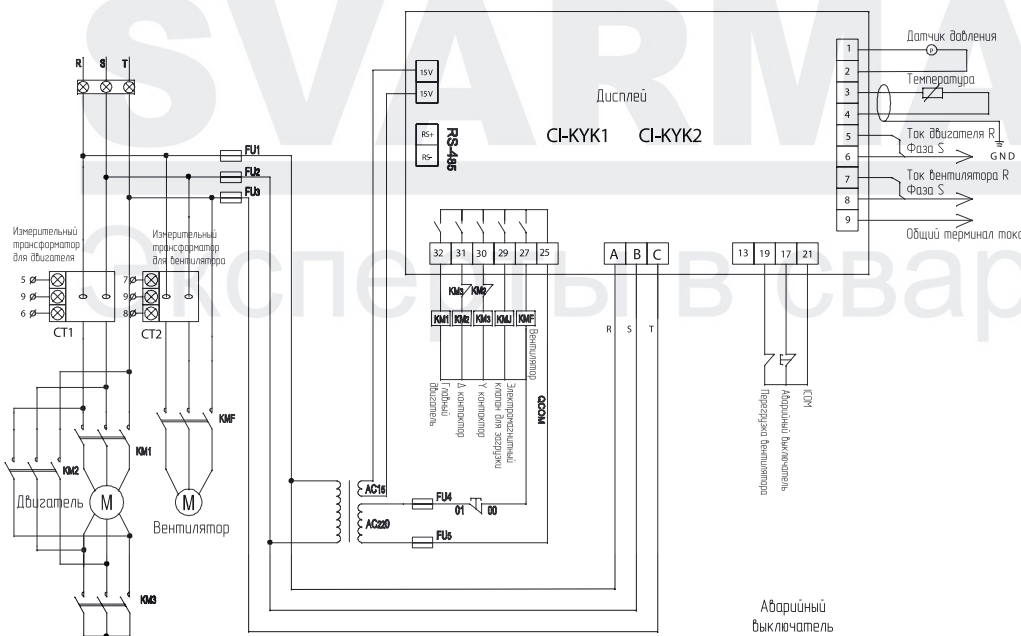 SVARMA
Эксперты в свар
R S T
15V
15V
RS+
RS-
RS-485
Дисплей
CI-KYK1 CI-KYK2
1
2
3
4
5
6
7
8
9
Датчик давления
P
Температура
Ток двигателя R
Фаза S
GND
Ток вентилятора R
Фаза S
Общий терминал тока
FU1
FU2
FU3
Измерительный
трансформатор
для двигателя
Измерительный
трансформатор
для вентилятора
5
9
6
CT1
7
9
8
CT2
32 31 30 29 27 25
A B C
13 19 17 21
KM3 KM2
KM1 KM2 KM3 KMJ KMF
R S T
Главный
двигатель
Δ контактор
Y контактор
Электромагнитный
клапан для загрузки
Вентилятор
QCOM
Перегрузка вентилятора
Аварийный выключатель
JCOM
KMF
KM1
KM2
Двигатель
M
M
Вентилятор
AC15
AC220
FU4
01 00
FU5
KM3
Аварийный
выключатель